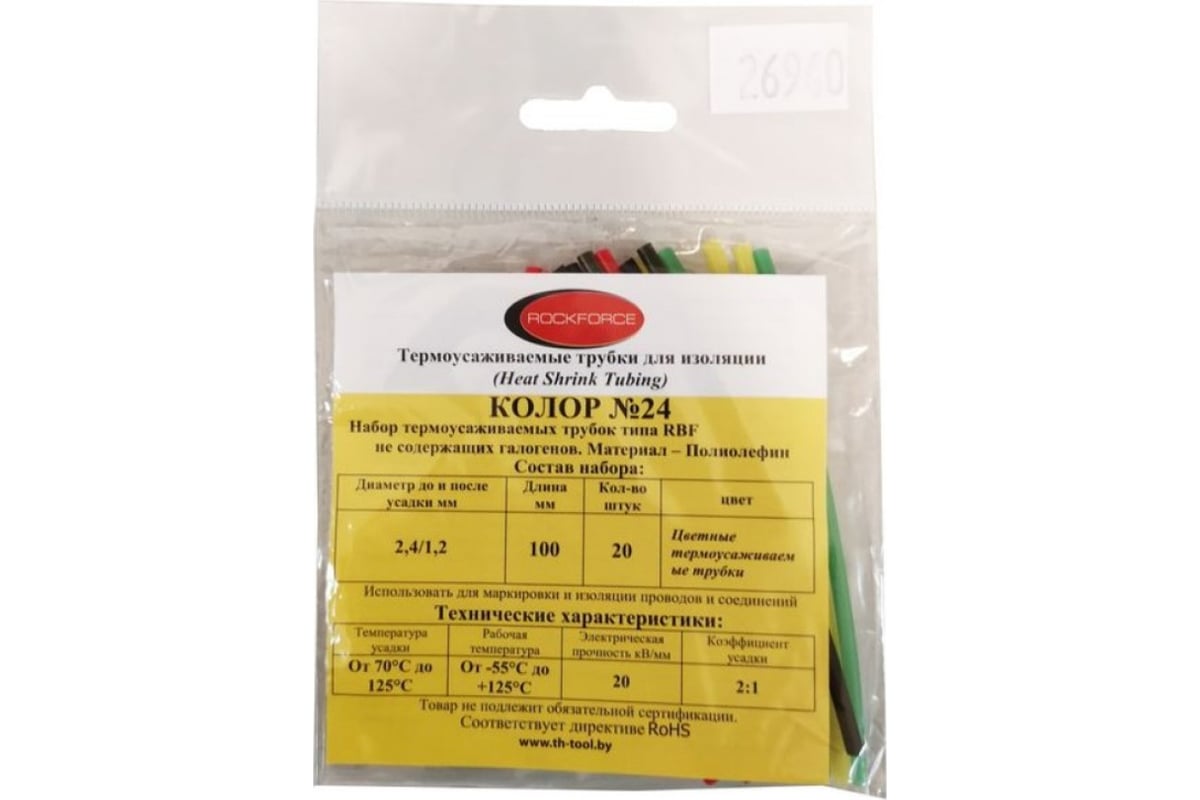 26940
ROCKFORCE
Термоусаживаемые трубки для изоляции
(Heat Shrink Tubing)
КОЛОР №24
Набор термоусаживаемых трубок типа RBF
не содержащих галогенов. Материал – Полиолефин
Состав набора:
Диаметр до и после усадки мм Длина мм Кол-во штук цвет
2,4/1,2 100 20 Цветные
термоусаживаем
ые трубки
Использовать для маркировки и изоляции проводов и соединений
Технические характеристики:
Температура усадки Рабочая температура Электрическая прочность кВ/мм Коэффициент усадки
От 70°С до 125°С От -55°С до +125°С 20 2:1
Товар не подлежит обязательной сертификации.
Соответствует директиве RoHS
www.th-tool.by